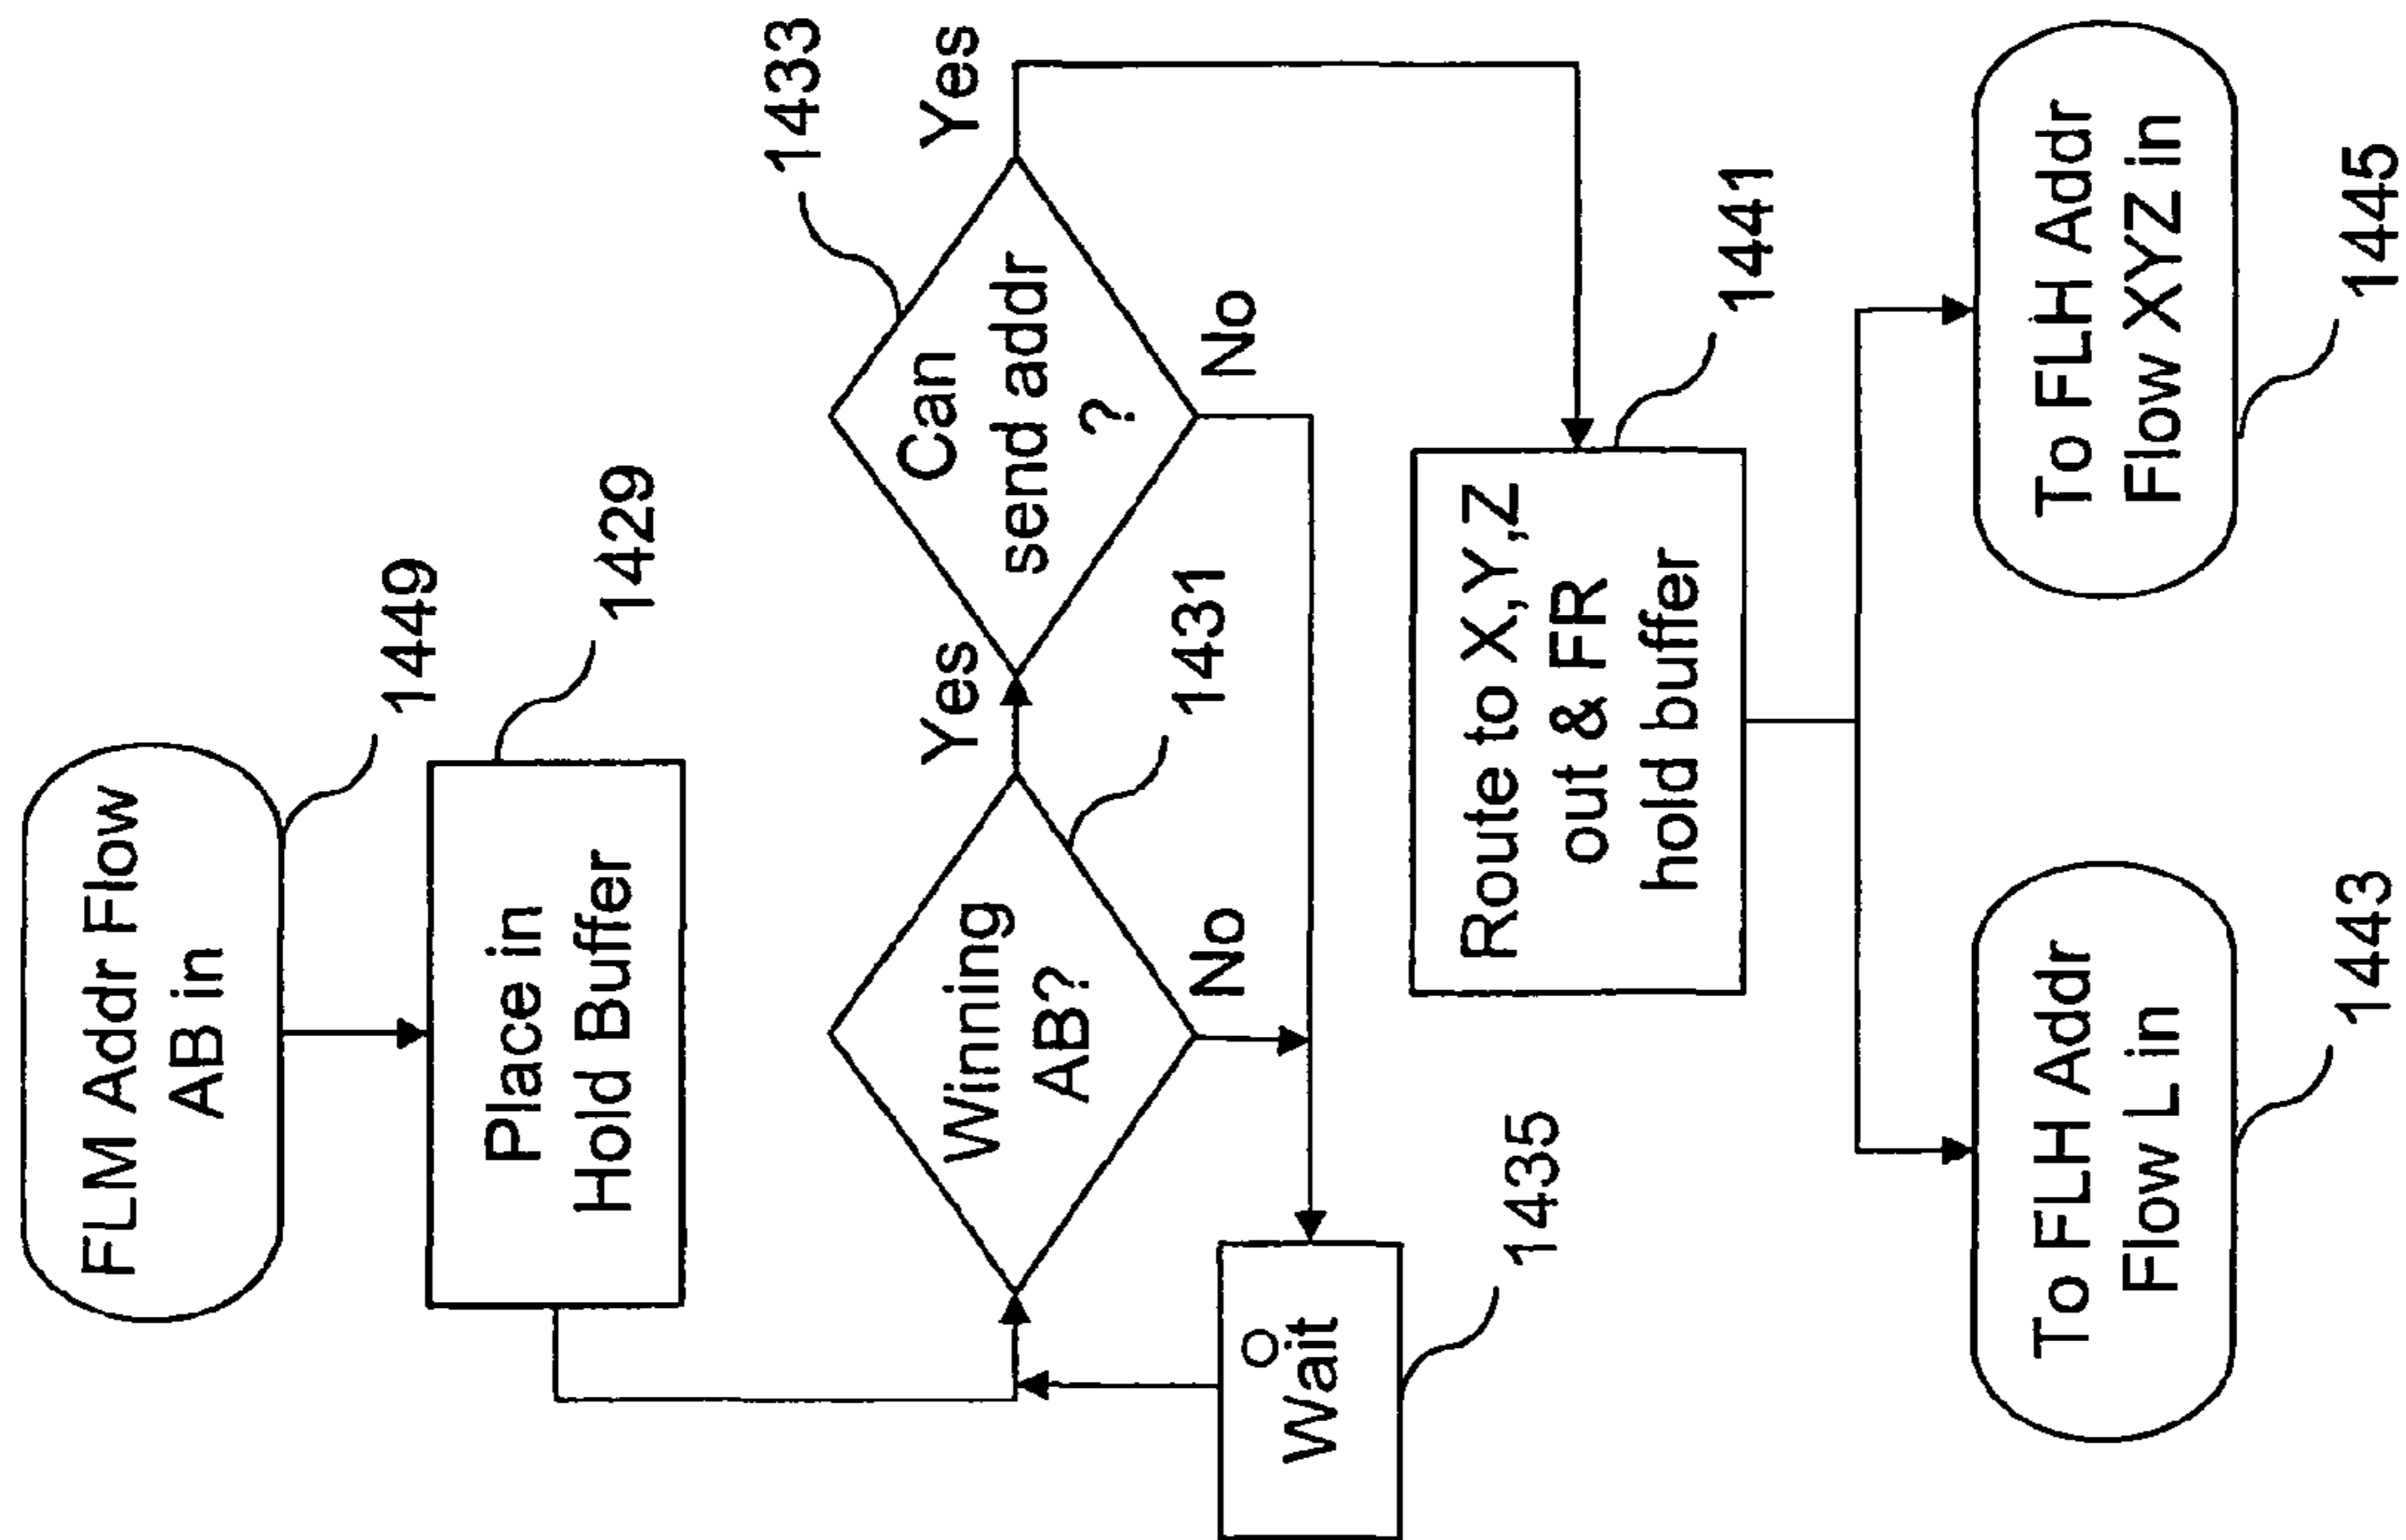 FLM Addr Flow
AB in
1449
Place in
Hold Buffer
1429
Winning
AB?
Yes
No
1431
Can
send addr
?
Yes
No
1433
Wait
1435
Route to X,Y,Z
out & FR
hold buffer
1441
To FLH Addr
Flow L in
1443
To FLH Addr
Flow XYZ in
1445